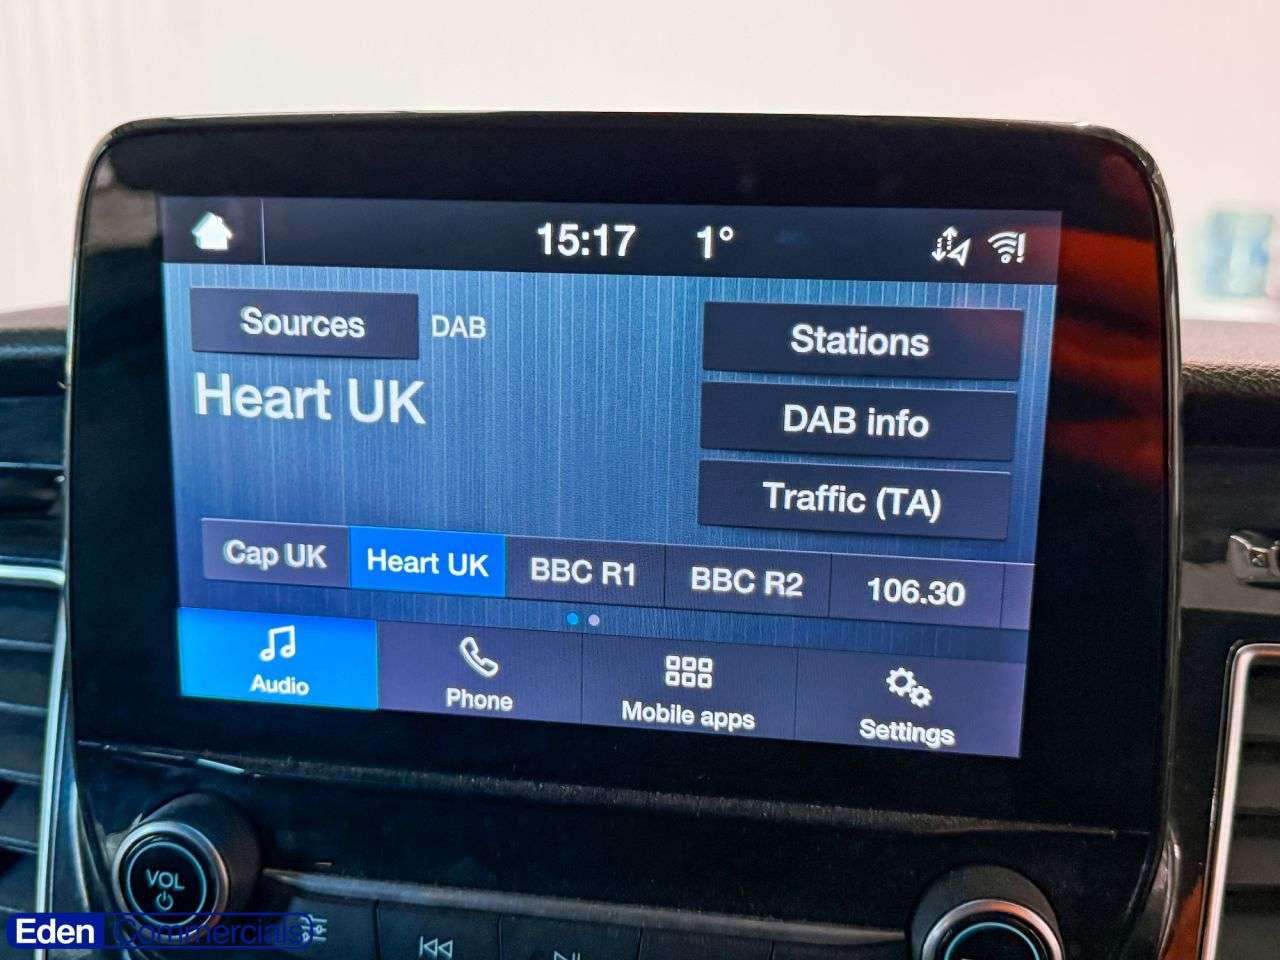 15:17 1°
Sources DAB
Stations
Heart UK
DAB info
Traffic (TA)
Cap UK Heart UK BBC R1 BBC R2 106.30
Audio Phone Mobile apps Settings
VOL
Eden Commercials